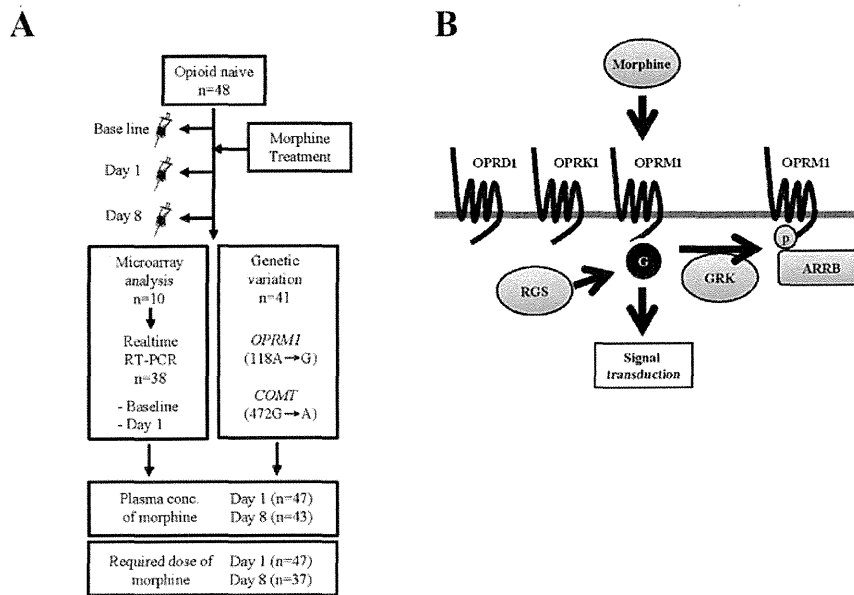 A
Opioid naive
n=48
Base line
Morphine
Treatment
Day 1
Day 8
Microarray
analysis
n=10
Realtime
RT-PCR
n=38
- Baseline
- Day 1
Genetic
variation
n=41
OPRM1
(118A→G)
COMT
(472G→A)
Plasma conc.
of morphine
Day 1 (n=47)
Day 8 (n=43)
Required dose of
morphine
Day 1 (n=47)
Day 8 (n=37)
B
Morphine
OPRD1
OPRK1
OPRM1
OPRM1
P
G
RGS
GRK
ARRB
Signal
transduction